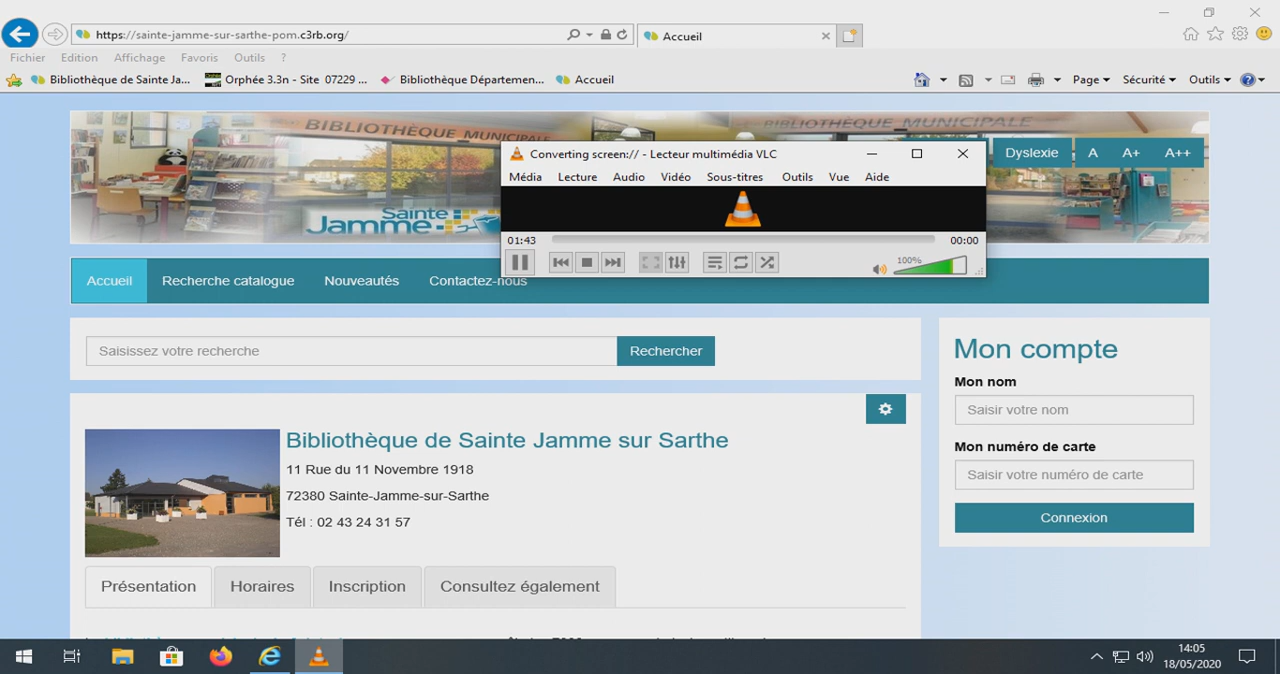 https://sainte-jamme-sur-sarthe-pom.c3rb.org/
Accueil
Fichier Edition Affichage Favoris Outils ?
Bibliothèque de Sainte Ja... Orphée 3.3n - Site 07229 ... Bibliothèque Départemen... Accueil
Page Sécurité Outils
BIBLIOTHÈQUE MUNICIPALE
BIBLIOTHÈQUE MUNICIPALE
Sainte
Jamme
Dyslexie A A+ A++
Converting screen:// - Lecteur multimédia VLC
Média Lecture Audio Vidéo Sous-titres Outils Vue Aide
01:43 00:00
100%
Accueil Recherche catalogue Nouveautés Contactez-nous
Saisissez votre recherche Rechercher
Mon compte
Mon nom
Saisir votre nom
Mon numéro de carte
Saisir votre numéro de carte
Connexion
Bibliothèque de Sainte Jamme sur Sarthe
11 Rue du 11 Novembre 1918
72380 Sainte-Jamme-sur-Sarthe
Tél : 02 43 24 31 57
Présentation Horaires Inscription Consultez également
14:05
18/05/2020